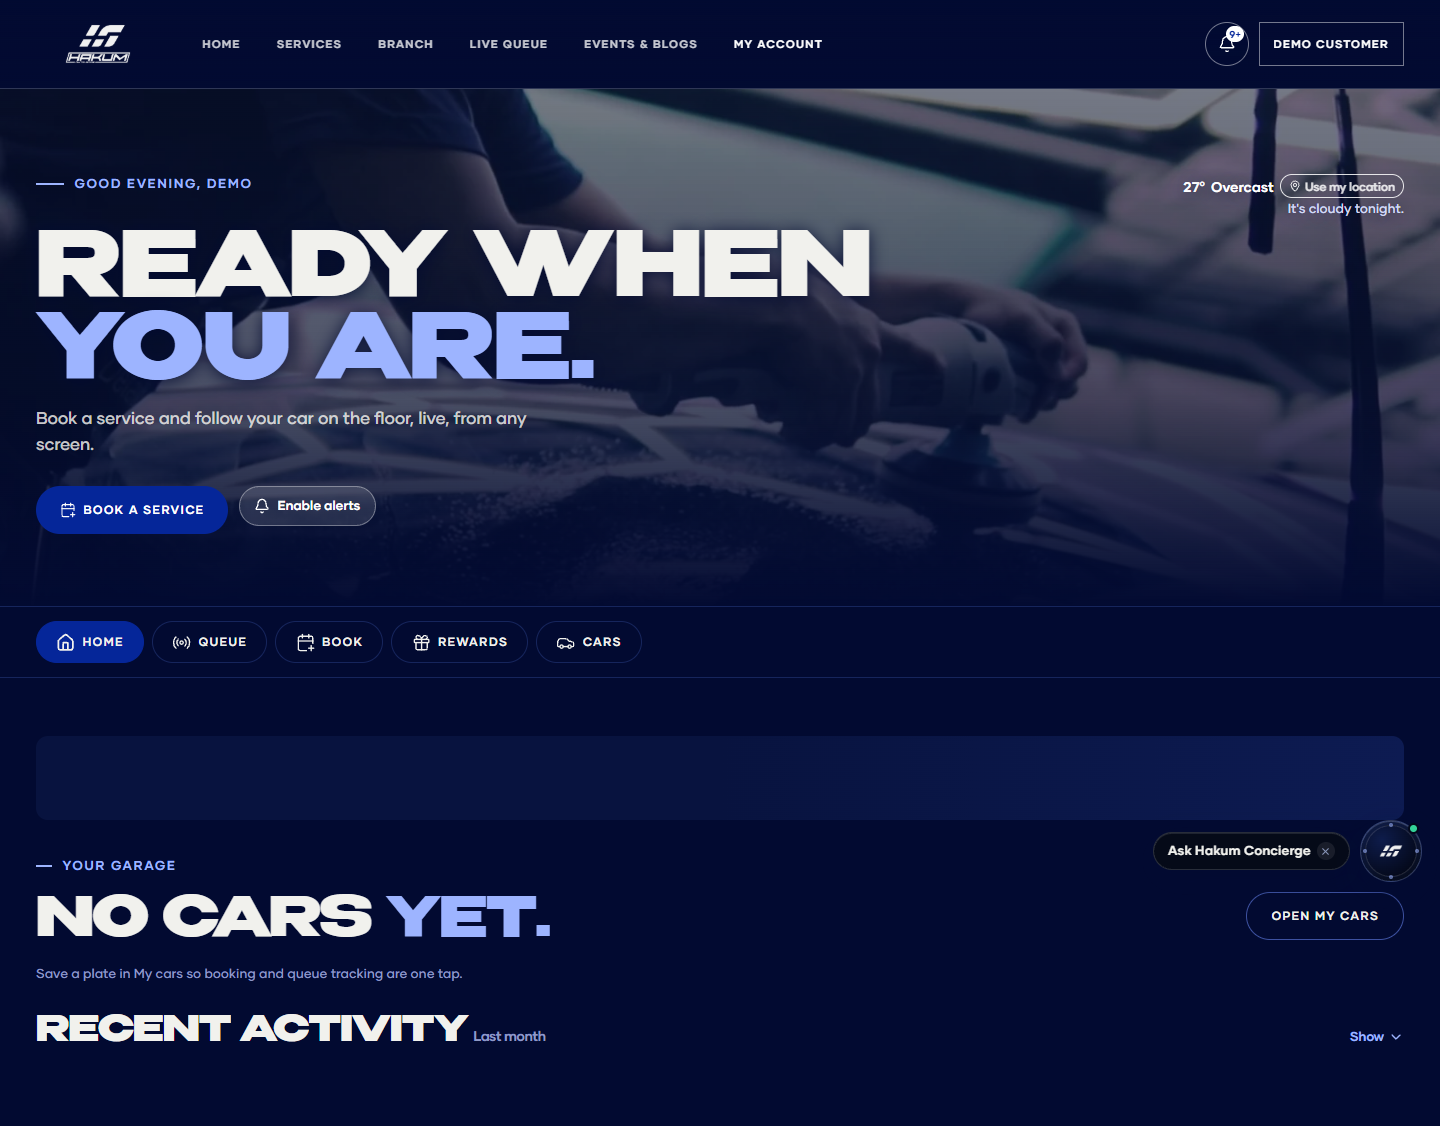 HAKUM
HOME
SERVICES
BRANCH
LIVE QUEUE
EVENTS & BLOGS
MY ACCOUNT
9+
DEMO CUSTOMER
GOOD EVENING, DEMO
27° Overcast
Use my location
It's cloudy tonight.
READY WHEN
YOU ARE.
Book a service and follow your car on the floor, live, from any
screen.
BOOK A SERVICE
Enable alerts
HOME
QUEUE
BOOK
REWARDS
CARS
Ask Hakum Concierge
YOUR GARAGE
NO CARS YET.
OPEN MY CARS
Save a plate in My cars so booking and queue tracking are one tap.
RECENT ACTIVITY Last month
Show